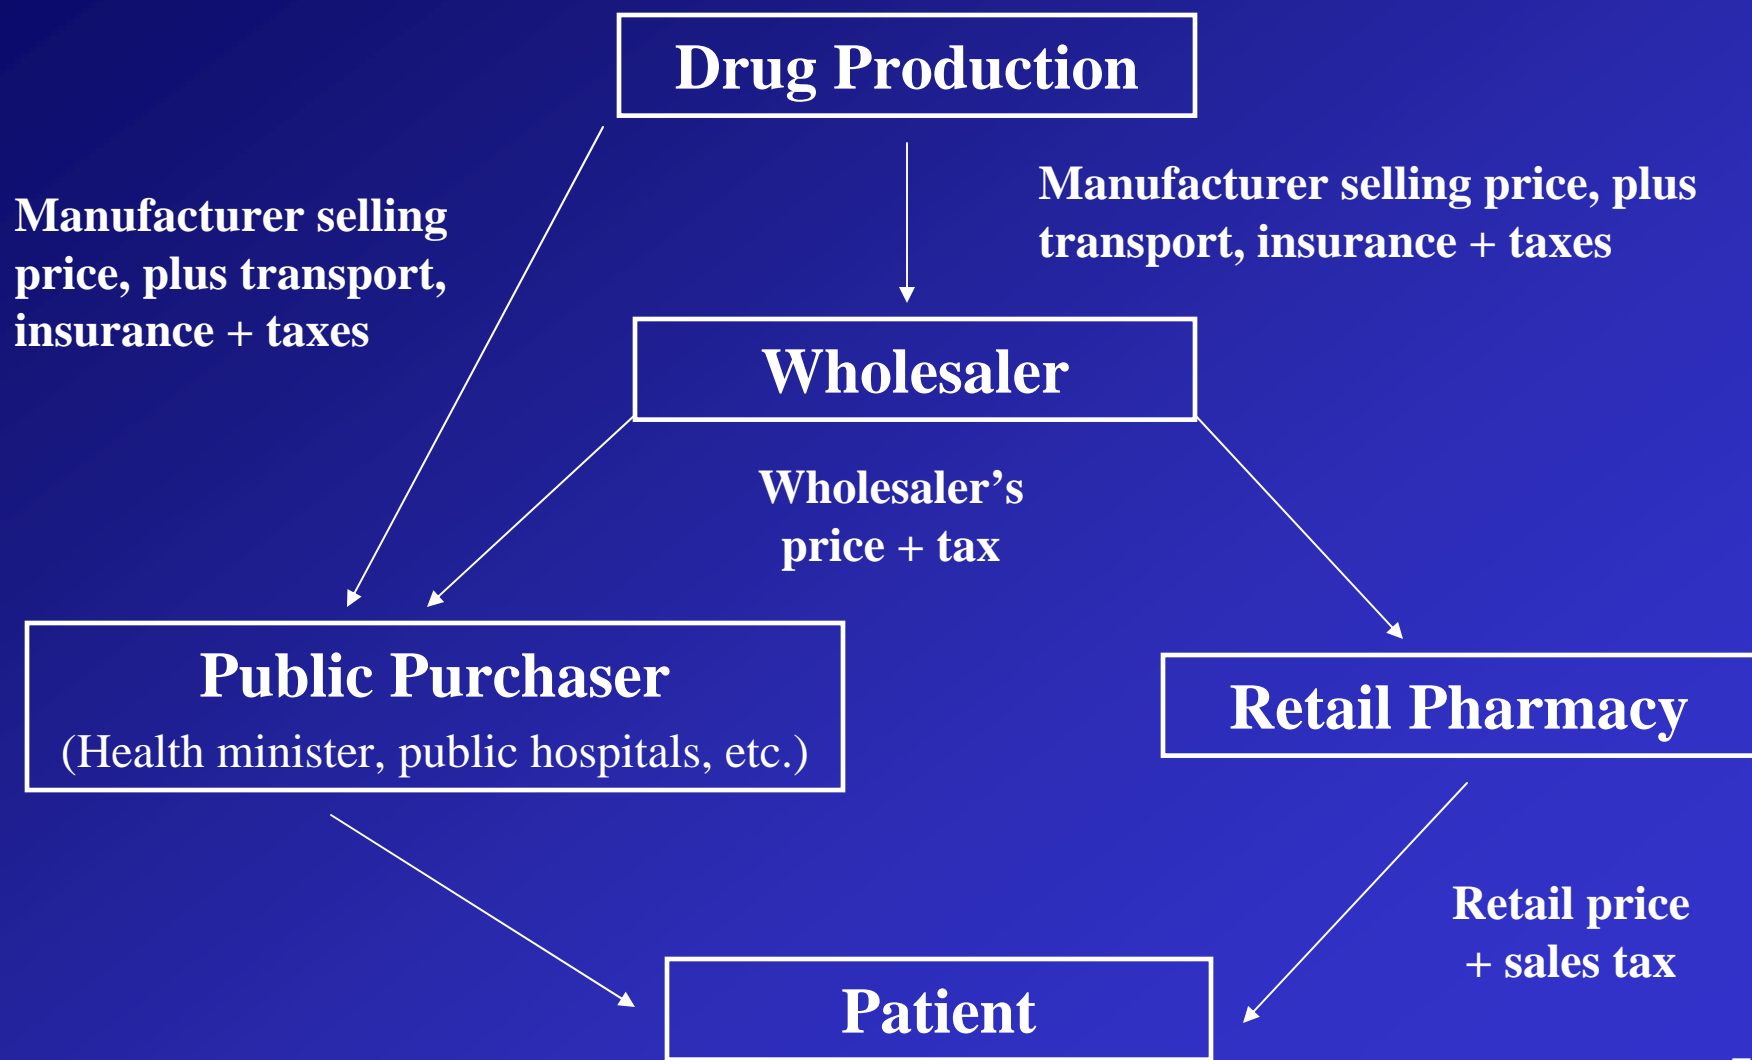 Drug Production
Manufacturer selling
price, plus transport,
insurance + taxes
Manufacturer selling price, plus
transport, insurance + taxes
Wholesaler
Wholesaler’s
price + tax
Public Purchaser
(Health minister, public hospitals, etc.)
Retail Pharmacy
Retail price
+ sales tax
Patient